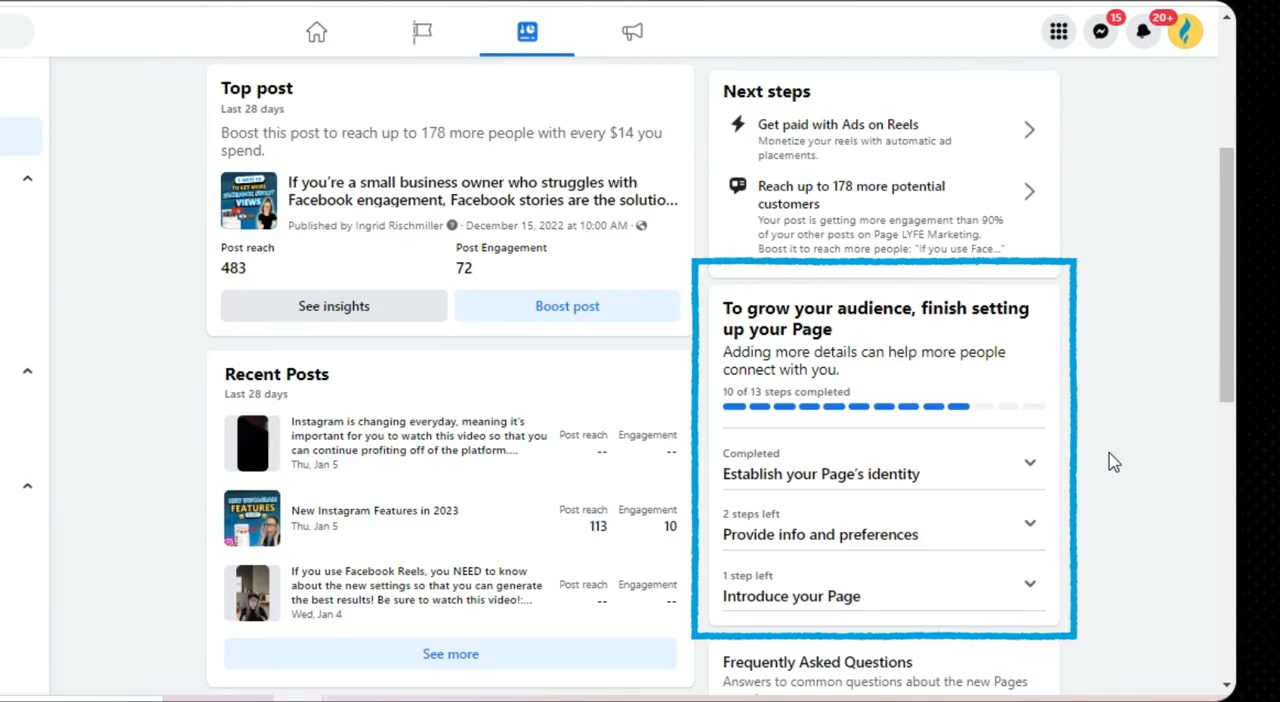 15
20+
Top post
Last 28 days
Boost this post to reach up to 178 more people with every $14 you
spend.
If you're a small business owner who struggles with
Facebook engagement, Facebook stories are the solutio...
Published by Ingrid Rischmiller · December 15, 2022 at 10:00 AM ·
Post reach
Post Engagement
483
72
See insights
Boost post
Recent Posts
Last 28 days
Instagram is changing everyday, meaning it's
important for you to watch this video so that you
can continue profiting off of the platform....
Thu, Jan 5
Post reach
Engagement
--
--
NEW INSTAGRAM
FEATURES
New Instagram Features in 2023
Thu, Jan 5
Post reach
Engagement
113
10
If you use Facebook Reels, you NEED to know
about the new settings so that you can generate
the best results! Be sure to watch this video!:...
Wed, Jan 4
Post reach
Engagement
--
--
See more
Next steps
Get paid with Ads on Reels
Monetize your reels with automatic ad
placements.
Reach up to 178 more potential
customers
Your post is getting more engagement than 90%
of your other posts on Page LYFE Marketing.
Boost it to reach more people: "If you use Face..."
To grow your audience, finish setting
up your Page
Adding more details can help more people
connect with you.
10 of 13 steps completed
Completed
Establish your Page's identity
2 steps left
Provide info and preferences
1 step left
Introduce your Page
Frequently Asked Questions
Answers to common questions about the new Pages